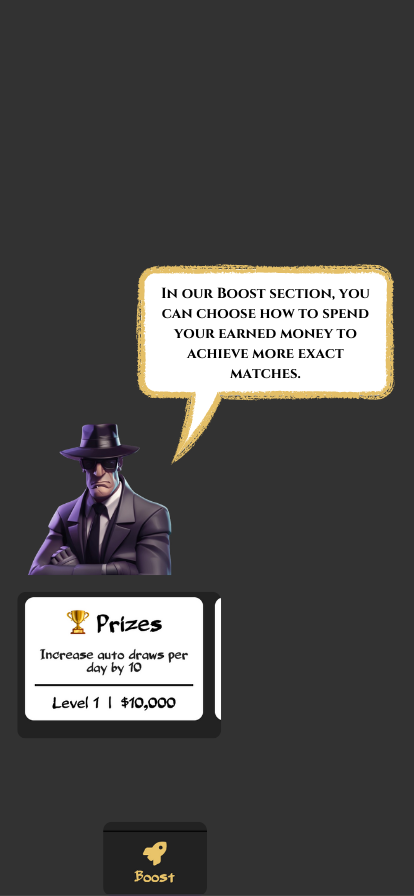 In our Boost section, you
can choose how to spend
your earned money to
achieve more exact
matches.
Prizes
Increase auto draws per
day by 10
Level 1 | $10,000
Boost